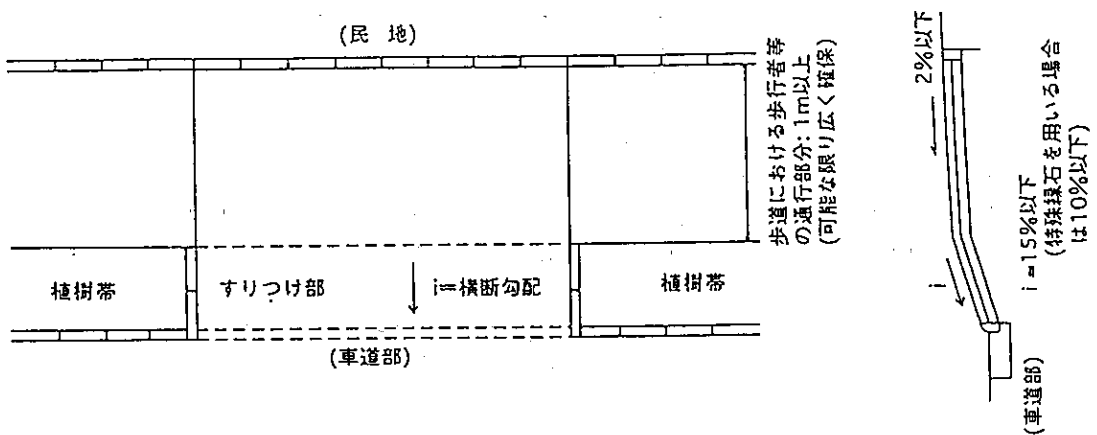 (民 地)
植樹帯
すりつけ部
i=横断勾配
植樹帯
(車道部)
歩道における歩行者等
の通行部分:1m以上
(可能な限り広く確保)
2%以下
i
i=15%以下
(特殊縁石を用いる場合
は10%以下)
(車道部)